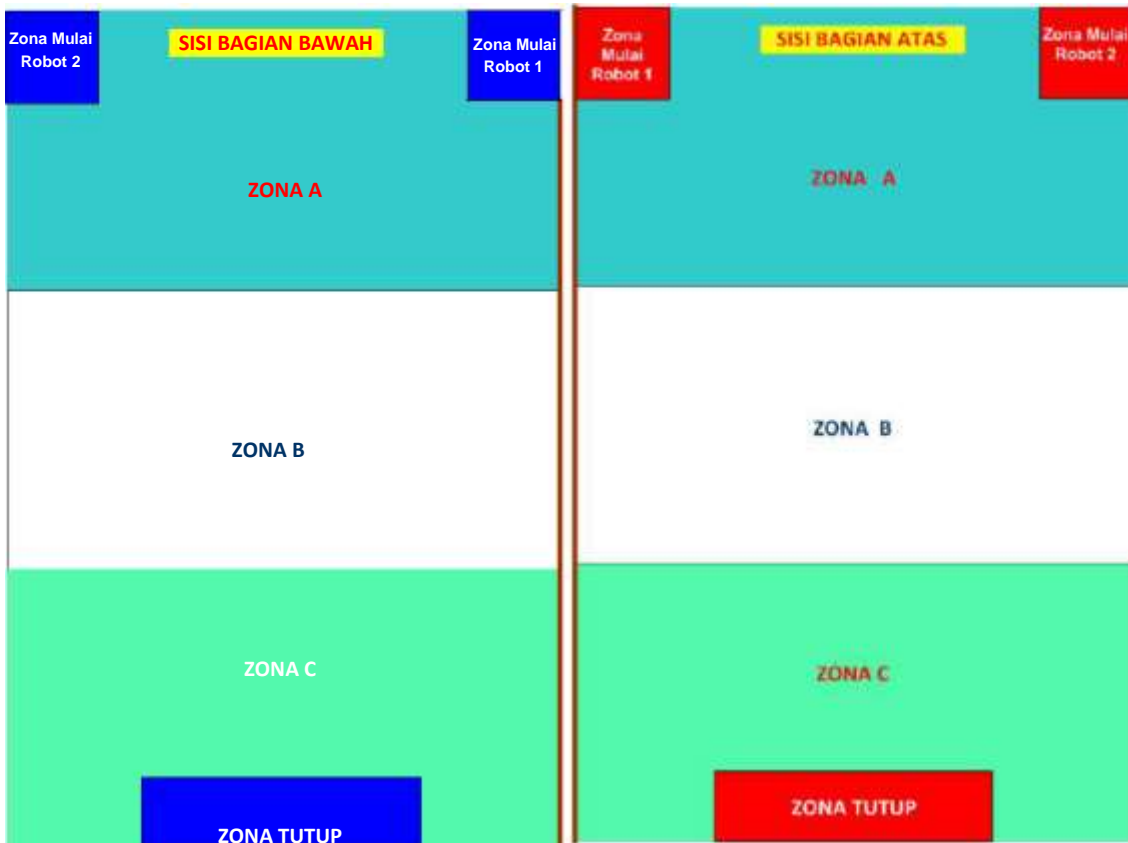 Zona Mulai
Robot 2
SISI BAGIAN BAWAH
Zona Mulai
Robot 1
ZONA A
ZONA B
ZONA C
ZONA TUTUP
Zona
Mulai
Robot 1
SISI BAGIAN ATAS
Zona Mulai
Robot 2
ZONA A
ZONA B
ZONA C
ZONA TUTUP